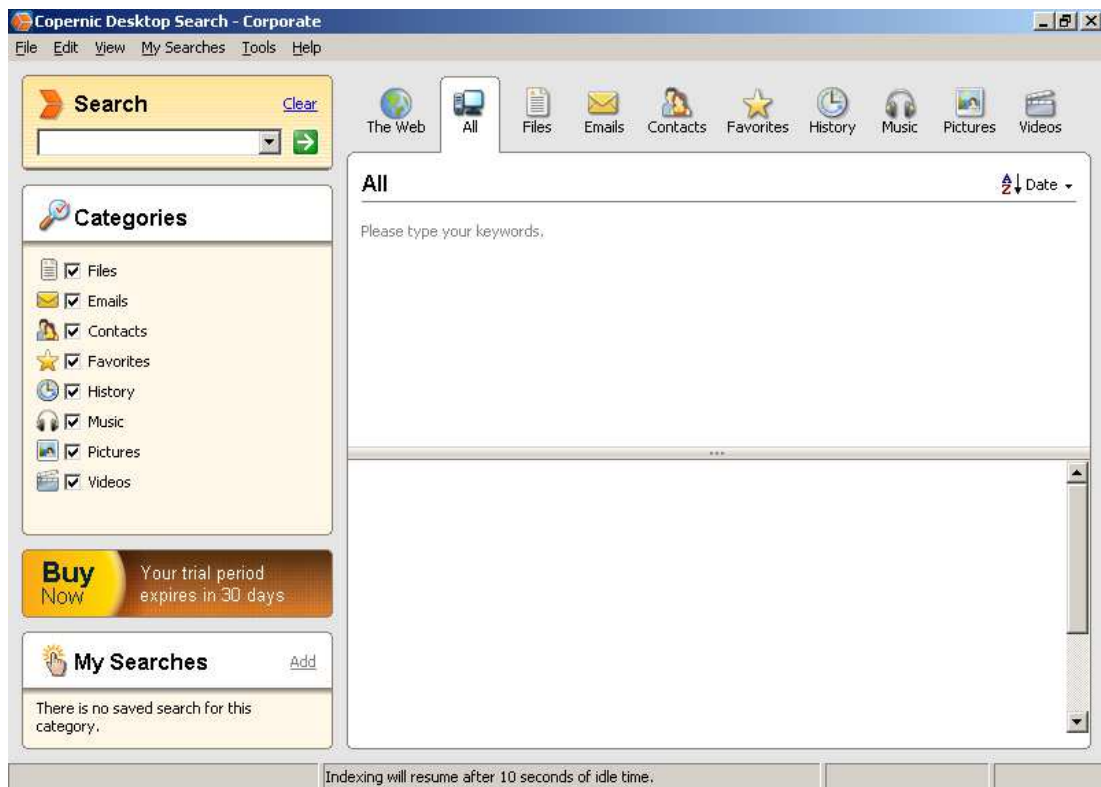 Copernic Desktop Search - Corporate
File Edit View My Searches Tools Help
Search Clear
The Web All Files Emails Contacts Favorites History Music Pictures Videos
All
Date
Please type your keywords.
Categories
Files
Emails
Contacts
Favorites
History
Music
Pictures
Videos
Buy
Now
Your trial period
expires in 30 days
My Searches Add
There is no saved search for this
category.
Indexing will resume after 10 seconds of idle time.